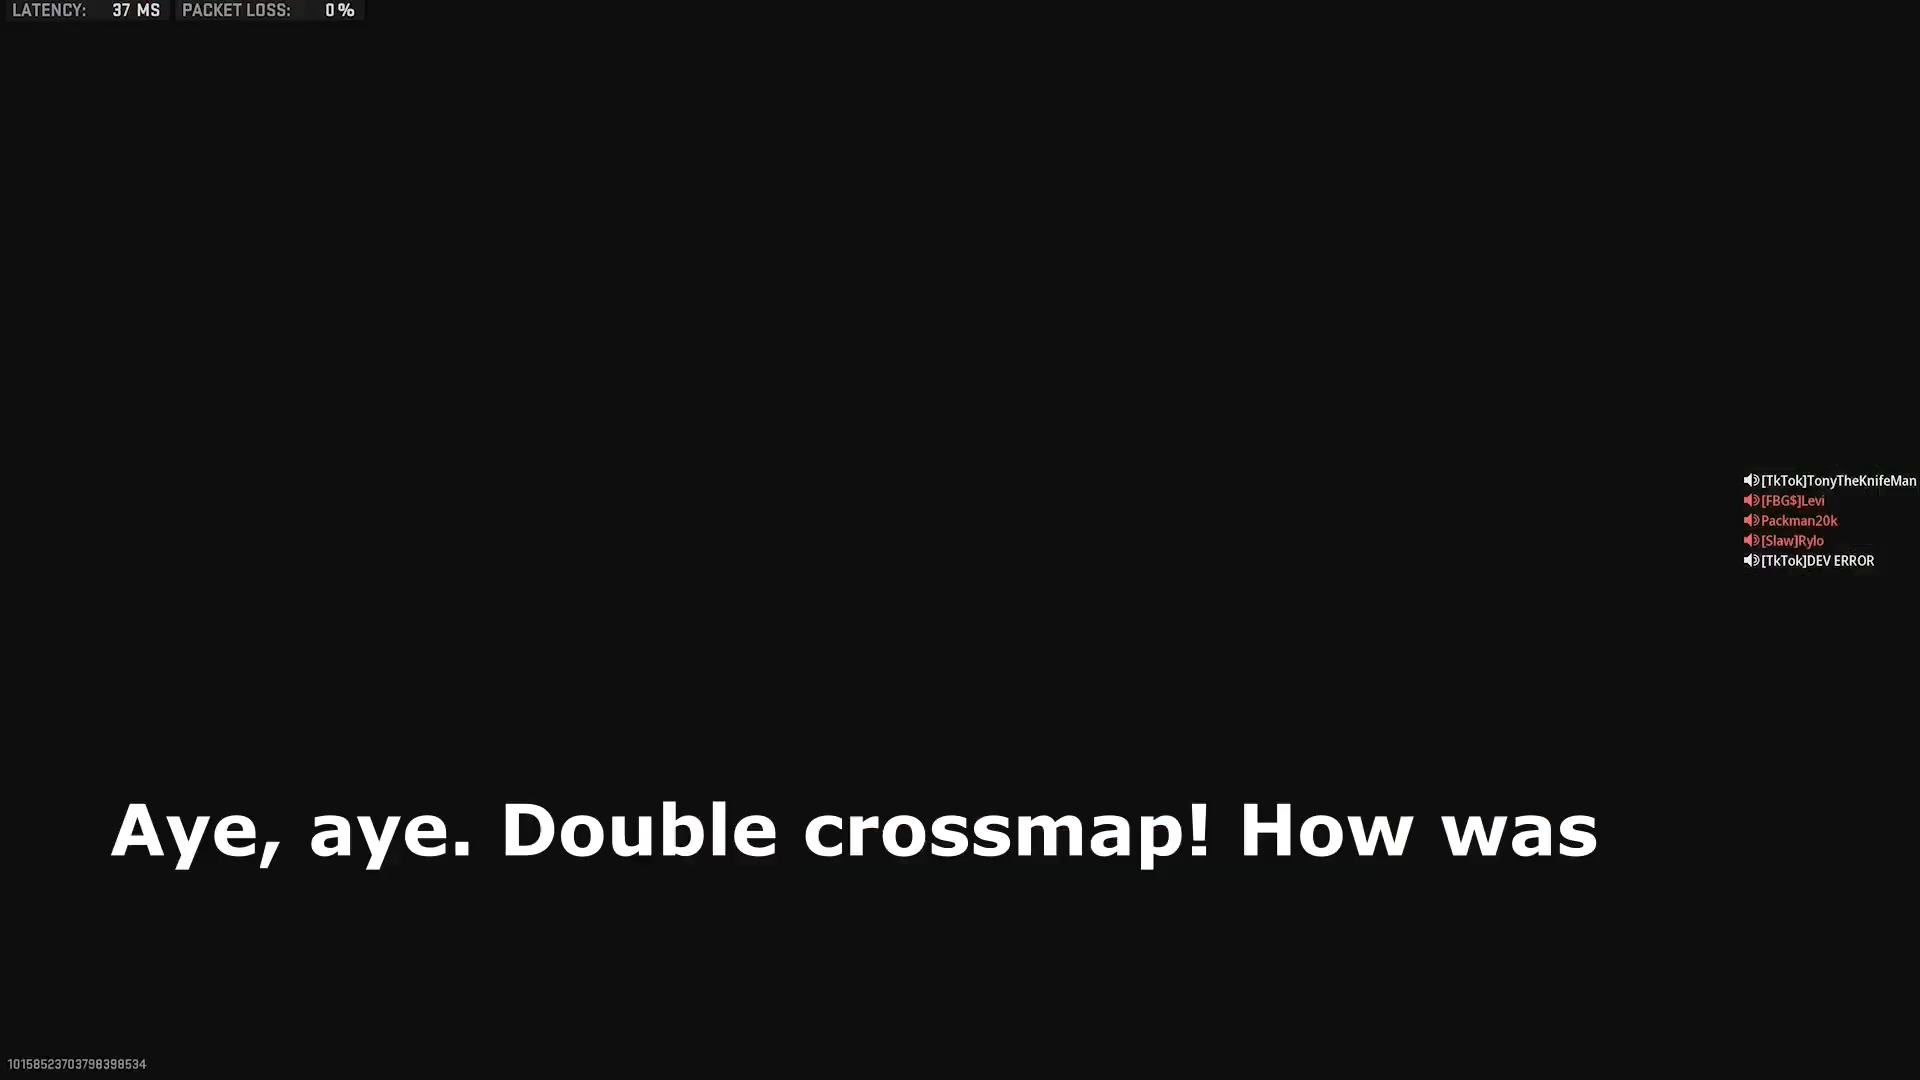 LATENCY: 37 MS PACKET LOSS: 0%
[TkTok]TonyTheKnifeMan
[FBG$]Levi
Packman20k
[Slaw]Rylo
[TkTok]DEV ERROR
Aye, aye. Double crossmap! How was
10158523703798398534